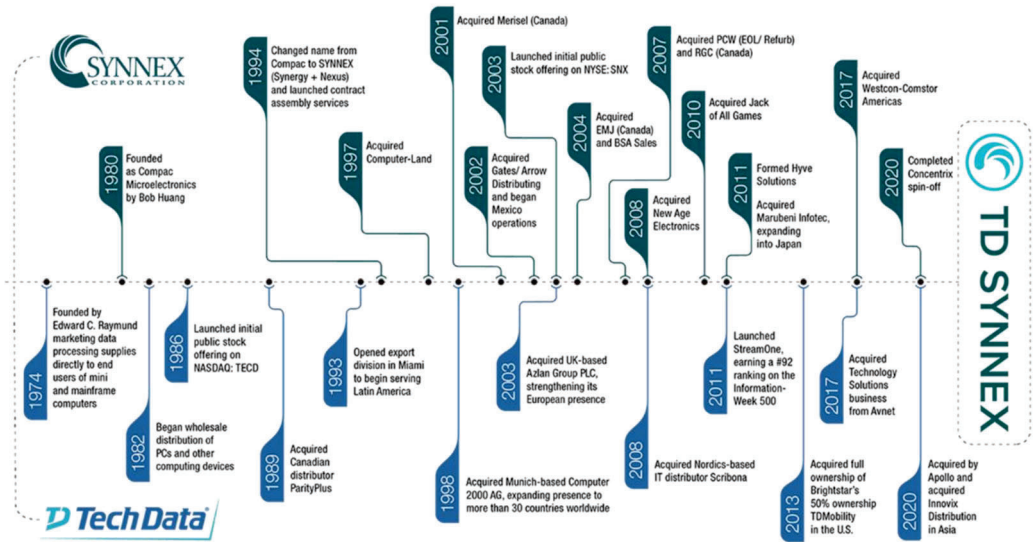 SYNNEX
CORPORATION
1980
Founded
as Compac
Microelectronics
by Bob Huang
1994
Changed name from
Compac to SYNNEX
(Synergy + Nexus)
and launched contract
assembly services
1997
Acquired
Computer-Land
2001
Acquired Merisel (Canada)
2002
Acquired
Gates/ Arrow
Distributing
and began
Mexico
operations
2003
Launched initial public
stock offering on NYSE: SNX
2004
Acquired
EMJ (Canada)
and BSA Sales
2007
Acquired PCW (EOL/ Refurb)
and RGC (Canada)
2008
Acquired
New Age
Electronics
2010
Acquired Jack
of All Games
2011
Formed Hyve
Solutions
Acquired
Marubeni Infotec,
expanding
into Japan
2017
Acquired
Westcon-Comstor
Americas
2020
Completed
Concentrix
spin-off
TD SYNNEX
1974
Founded by
Edward C. Raymund
marketing data
processing supplies
directly to end
users of mini
and mainframe
computers
1982
Began wholesale
distribution of
PCs and other
computing devices
1986
Launched initial
public stock
offering on
NASDAQ: TECD
1989
Acquired
Canadian
distributor
ParityPlus
1993
Opened export
division in Miami
to begin serving
Latin America
1998
Acquired Munich-based Computer
2000 AG, expanding presence to
more than 30 countries worldwide
2003
Acquired UK-based
Azlan Group PLC,
strengthening its
European presence
2008
Acquired Nordics-based
IT distributor Scribona
2011
Launched
StreamOne,
earning a #92
ranking on the
Information-
Week 500
2013
Acquired full
ownership of
Brightstar's
50% ownership
TDMobility
in the U.S.
2017
Acquired
Technology
Solutions
business
from Avnet
2020
Acquired by
Apollo and
acquired
Innovix
Distribution
in Asia
TD Tech Data®